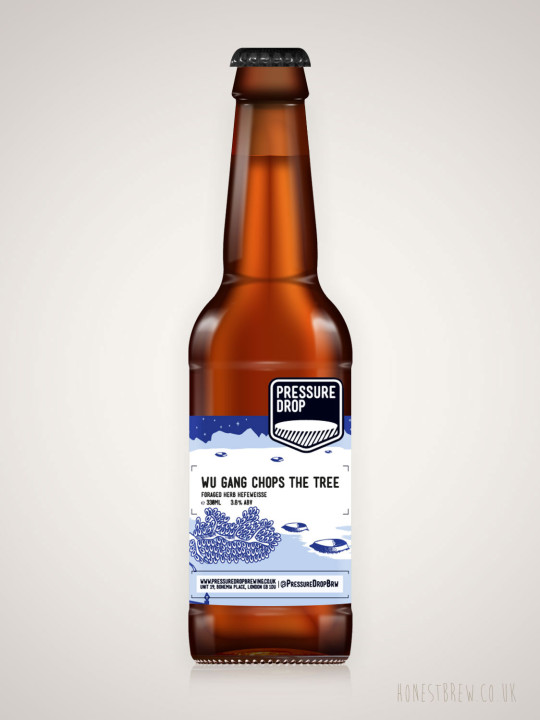 PRESSURE
DROP
WU GANG CHOPS THE TREE
FORAGED HERB HEFEWEISSE
e 330ML 3.8% ABV
WWW.PRESSUREDROPBREWING.CO.UK
UNIT 19, BOHEMIA PLACE, LONDON E8 1DU
@PRESSUREDROPBRW
HONESTBREW.CO.UK